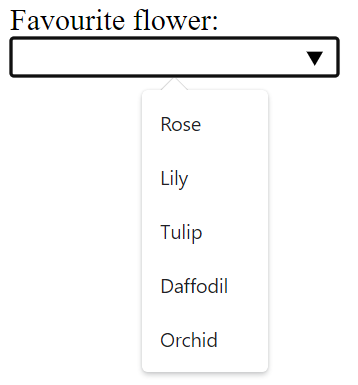 Favourite flower:
Rose
Lily
Tulip
Daffodil
Orchid